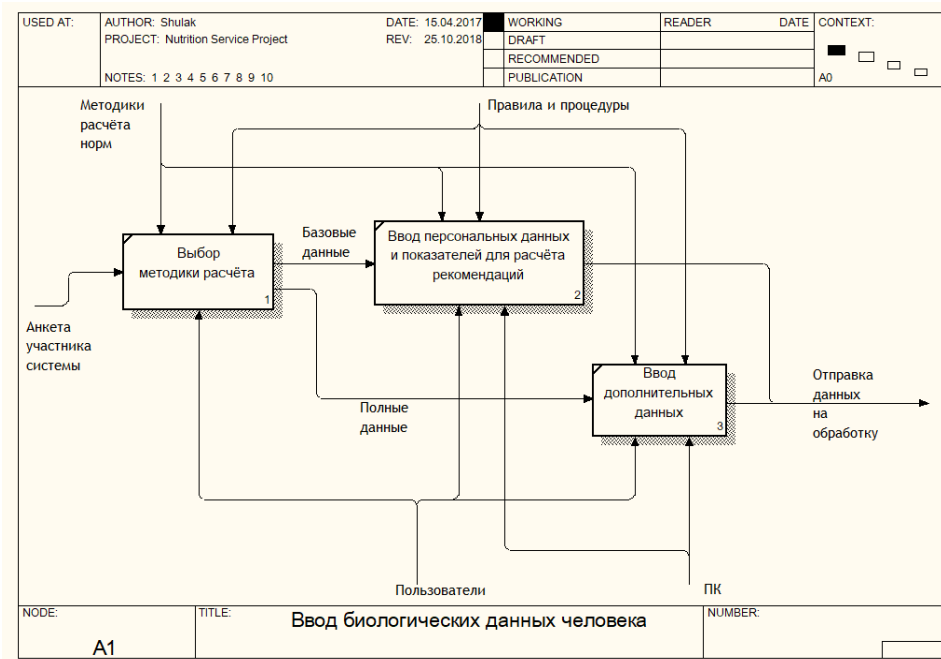 USED AT:
AUTHOR: Shulak
DATE: 15.04.2017
WORKING
READER
DATE
CONTEXT:
PROJECT: Nutrition Service Project
REV: 25.10.2018
DRAFT
RECOMMENDED
NOTES: 1 2 3 4 5 6 7 8 9 10
PUBLICATION
A0
Методики
расчёта
норм
Правила и процедуры
Выбор
методики расчёта
1
Базовые
данные
Ввод персональных данных
и показателей для расчёта
рекомендаций
2
Анкета
участника
системы
Полные
данные
Ввод
дополнительных
данных
3
Отправка
данных
на
обработку
Пользователи
ПК
NODE:
A1
TITLE:
Ввод биологических данных человека
NUMBER: